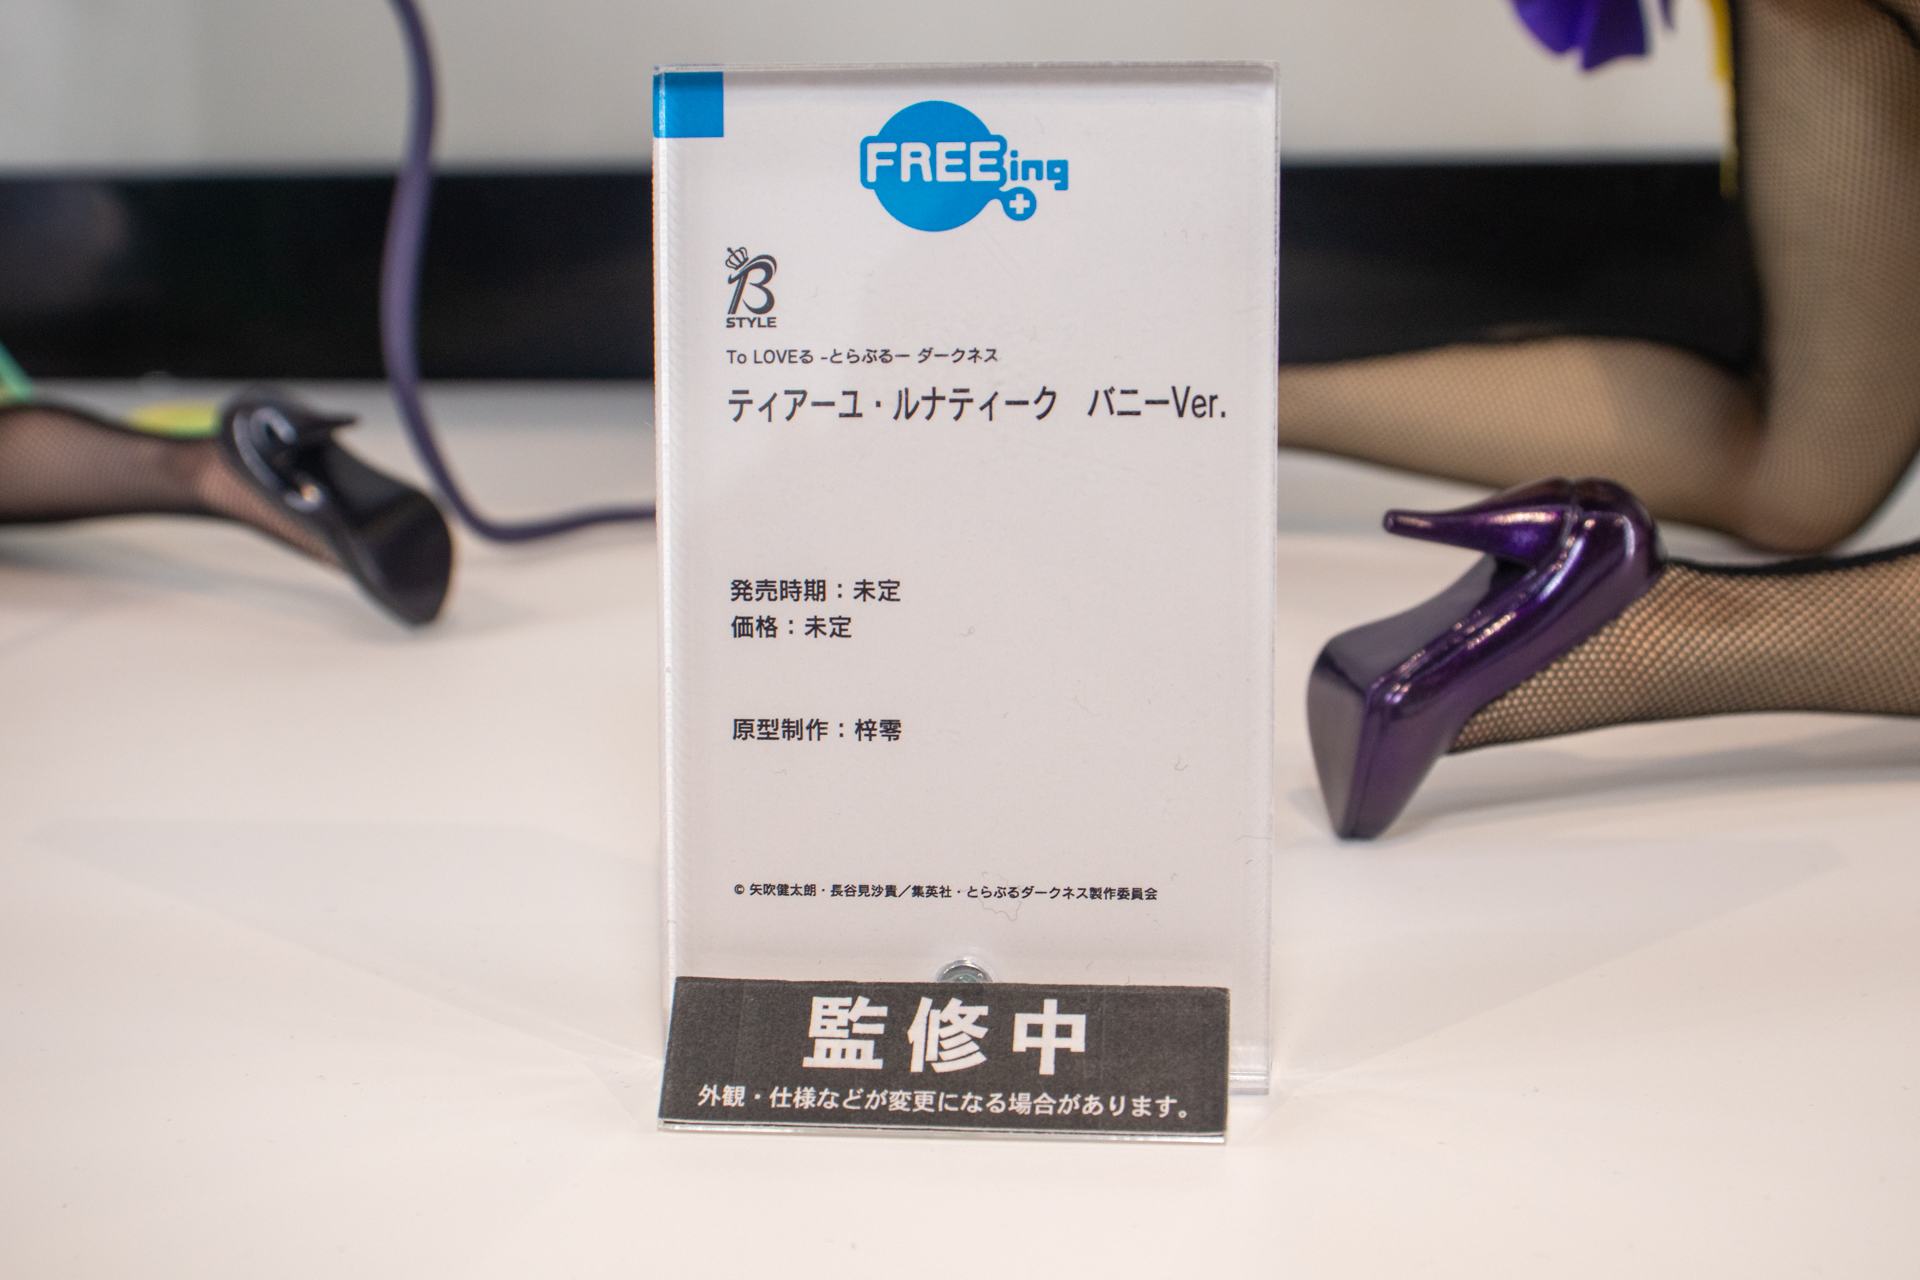 FREEing
B
STYLE
To LOVEる -とらぶるー ダークネス
ティアーユ・ルナティーク バニーVer.
発売時期：未定
価格：未定
原型制作：梓零
© 矢吹健太朗・長谷見沙貴／集英社・とらぶるダークネス製作委員会
監修中
外観・仕様などが変更になる場合があります。